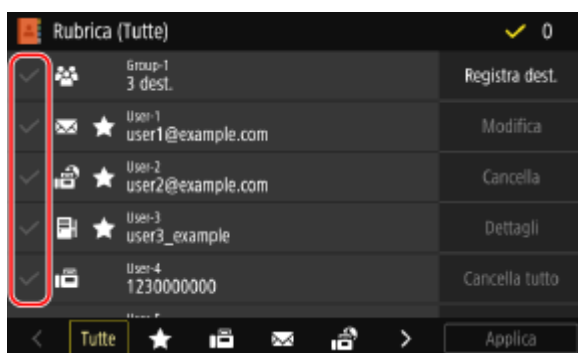 Rubrica (Tutte)
0
Group-1
3 dest.
Registra dest.
User-1
user1@example.com
Modifica
User-2
user2@example.com
Cancella
User-3
user3_example
Dettagli
User-4
1230000000
Cancella tutto
Tutte
Applica